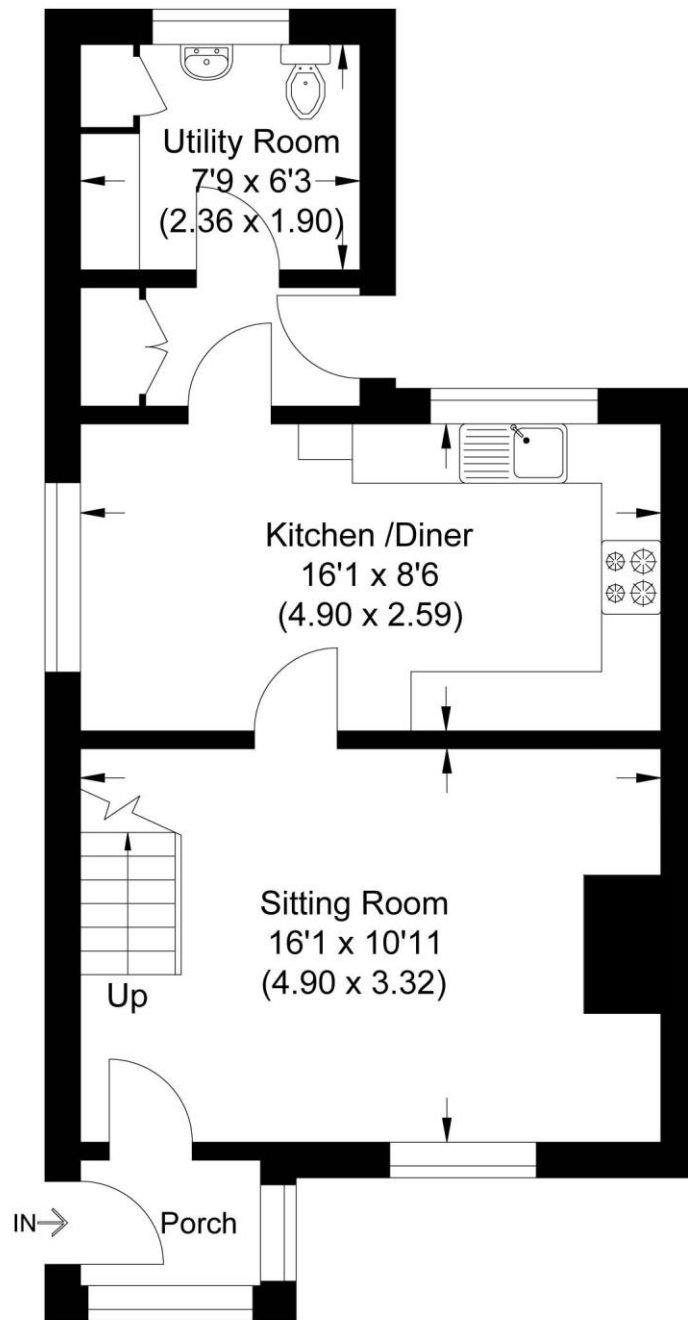 Utility Room
7'9 x 6'3
(2.36 x 1.90)
Kitchen /Diner
16'1 x 8'6
(4.90 x 2.59)
Sitting Room
16'1 x 10'11
(4.90 x 3.32)
Up
IN
Porch